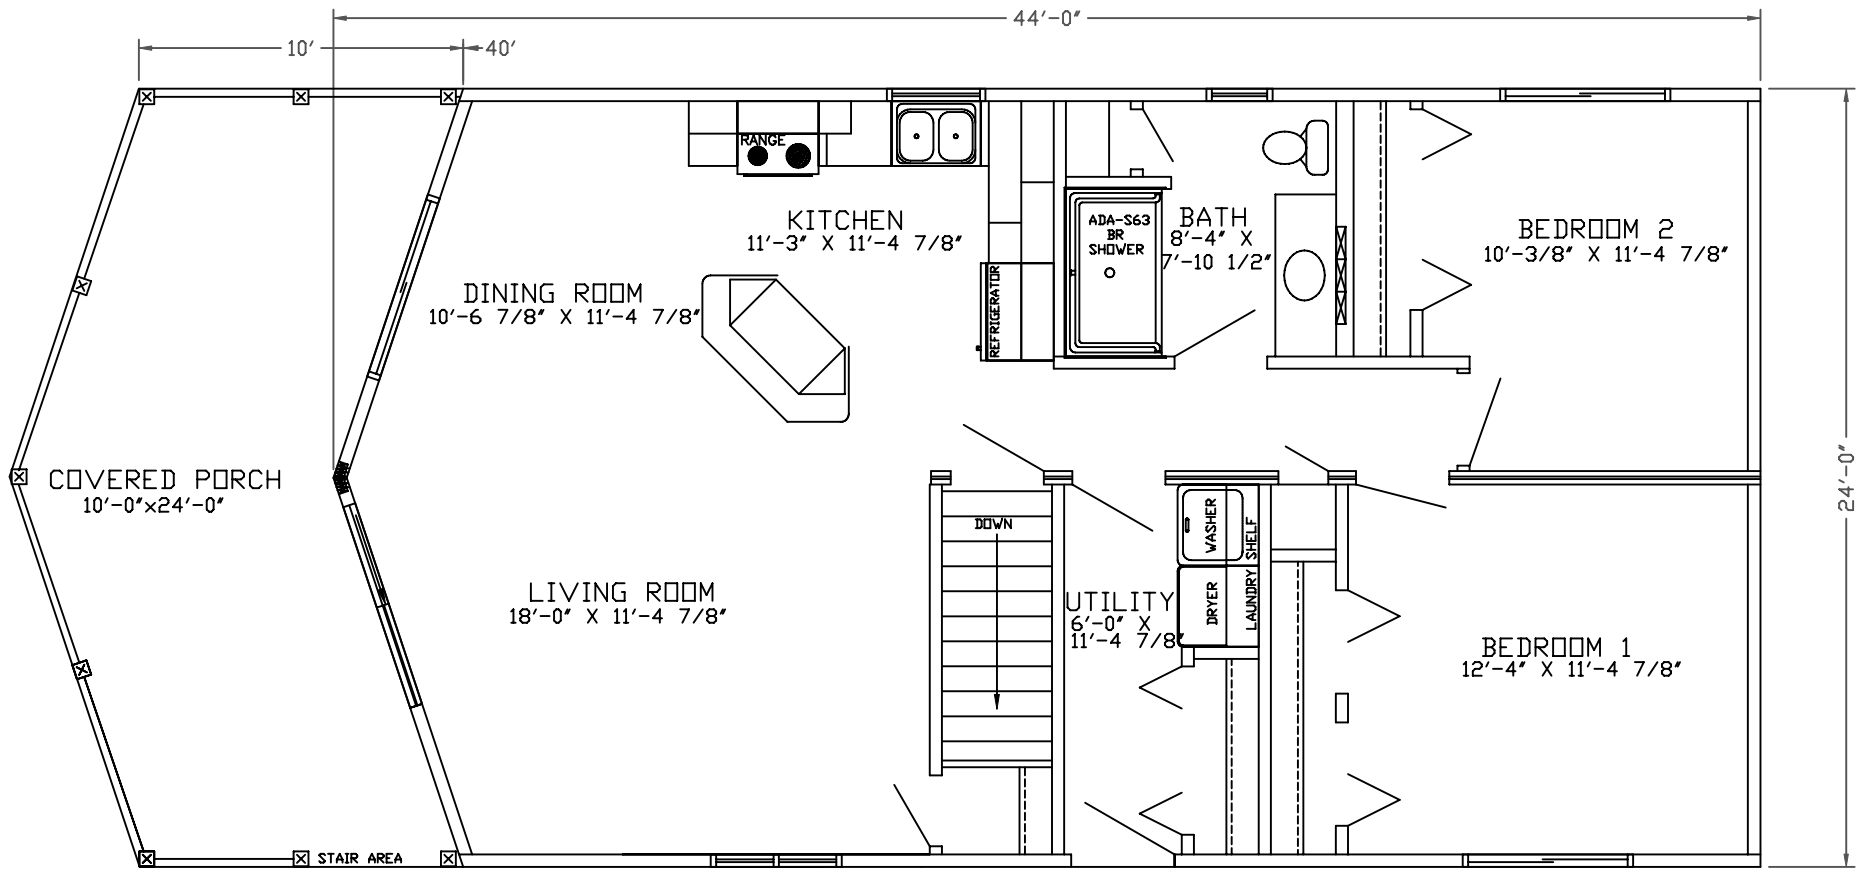 44'-0"
10'
40'
RANGE
KITCHEN
11'-3" X 11'-4 7/8"
ADA-S63
BR
SHOWER
BATH
8'-4" X
7'-10 1/2"
BEDROOM 2
10'-3/8" X 11'-4 7/8"
DINING ROOM
10'-6 7/8" X 11'-4 7/8"
REFRIGERATOR
COVERED PORCH
10'-0"x24'-0"
24'-0"
DOWN
WASHER
LAUNDRY SHELF
DRYER
LIVING ROOM
18'-0" X 11'-4 7/8"
UTILITY
6'-0" X
11'-4 7/8"
BEDROOM 1
12'-4" X 11'-4 7/8"
STAIR AREA